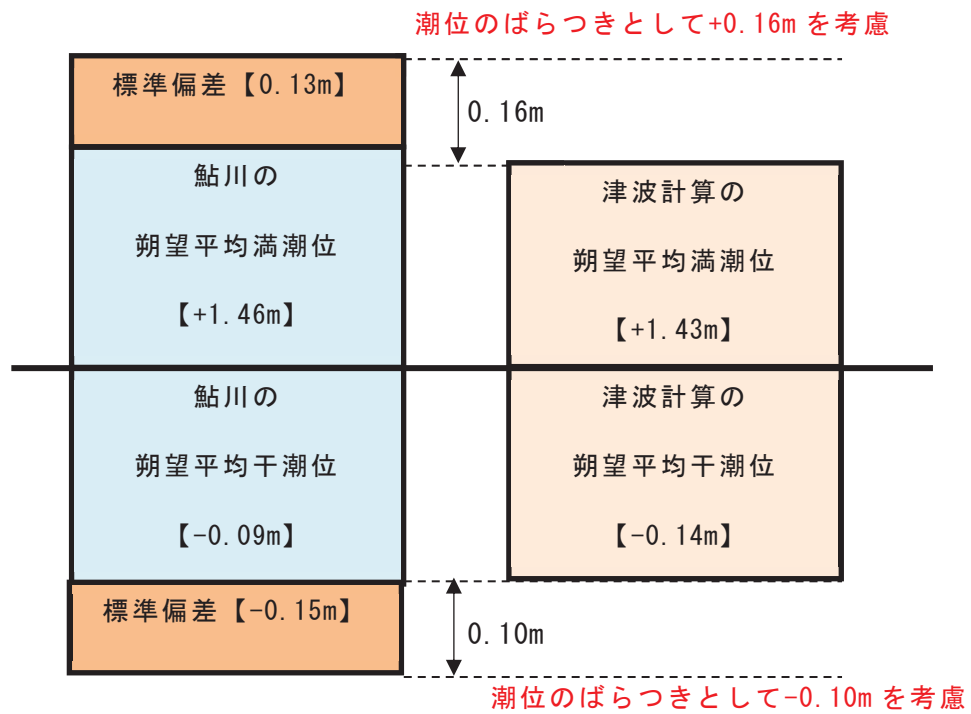 潮位のばらつきとして+0.16m を考慮
標準偏差【0.13m】
0.16m
鮎川の
朔望平均満潮位
【+1.46m】
津波計算の
朔望平均満潮位
【+1.43m】
鮎川の
朔望平均干潮位
【-0.09m】
津波計算の
朔望平均干潮位
【-0.14m】
標準偏差【-0.15m】
0.10m
潮位のばらつきとして-0.10m を考慮